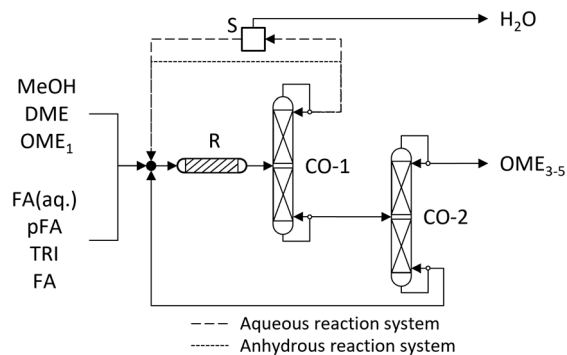 S
H₂O
MeOH
DME
OME₁
R
CO-1
OME₃₋₅
FA(aq.)
pFA
TRI
FA
CO-2
Aqueous reaction system
Anhydrous reaction system